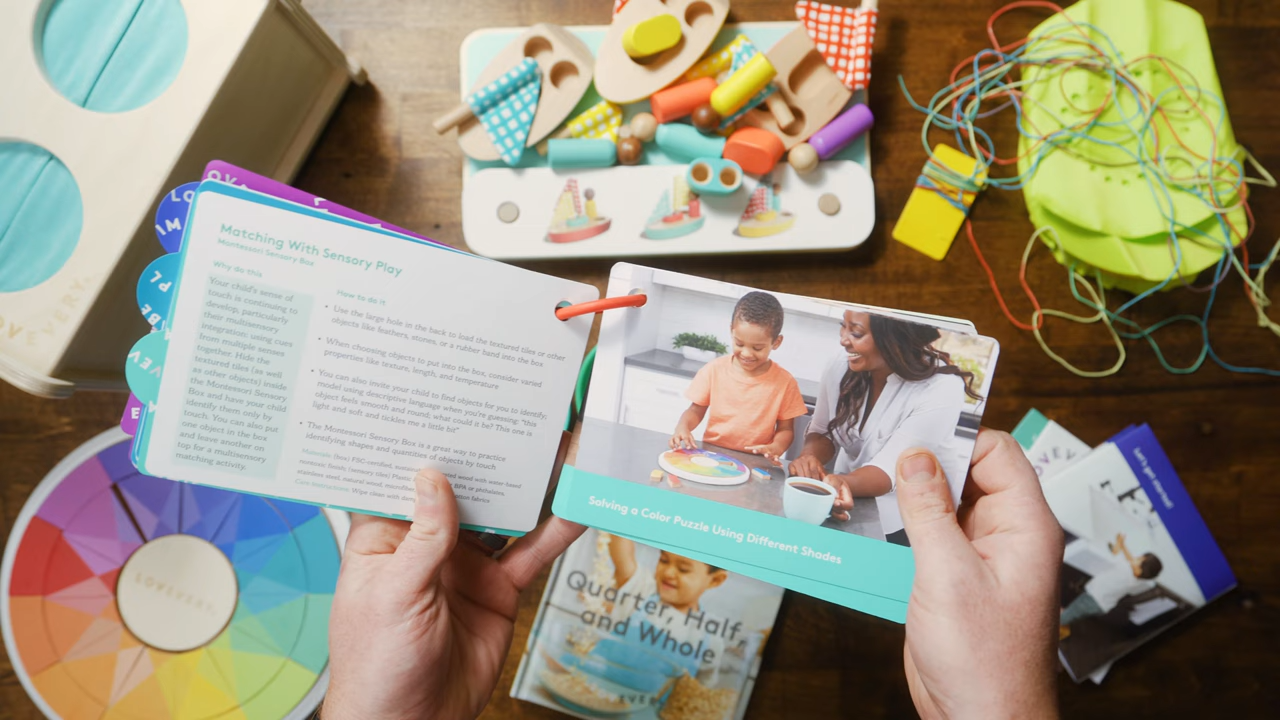 Matching With Sensory Play
Montessori Sensory Box
Why do this
Your child's sense of
touch is continuing to
develop, particularly
their multisensory
integration: using cues
from multiple senses
together. Hide the
textured tiles (as well
as other objects) inside
the Montessori Sensory
Box and have your child
identify them only by
touch. You can also put
one object in the box
and leave another on
top for a multisensory
matching activity.
How to do it
• Use the large hole in the back to load the textured tiles or other
objects like feathers, stones, or a rubber band into the box
• When choosing objects to put into the box, consider varied
properties like texture, length, and temperature
• You can also invite your child to find objects for you to identify;
model using descriptive language when you're guessing: "this
object feels smooth and round; what could it be? This one is
light and soft and tickles me a little bit"
• The Montessori Sensory Box is a great way to practice
identifying shapes and quantities of objects by touch
Solving a Color Puzzle Using Different Shades
Quarter, Half,
and Whole
LOVEVERY
Let's get started!